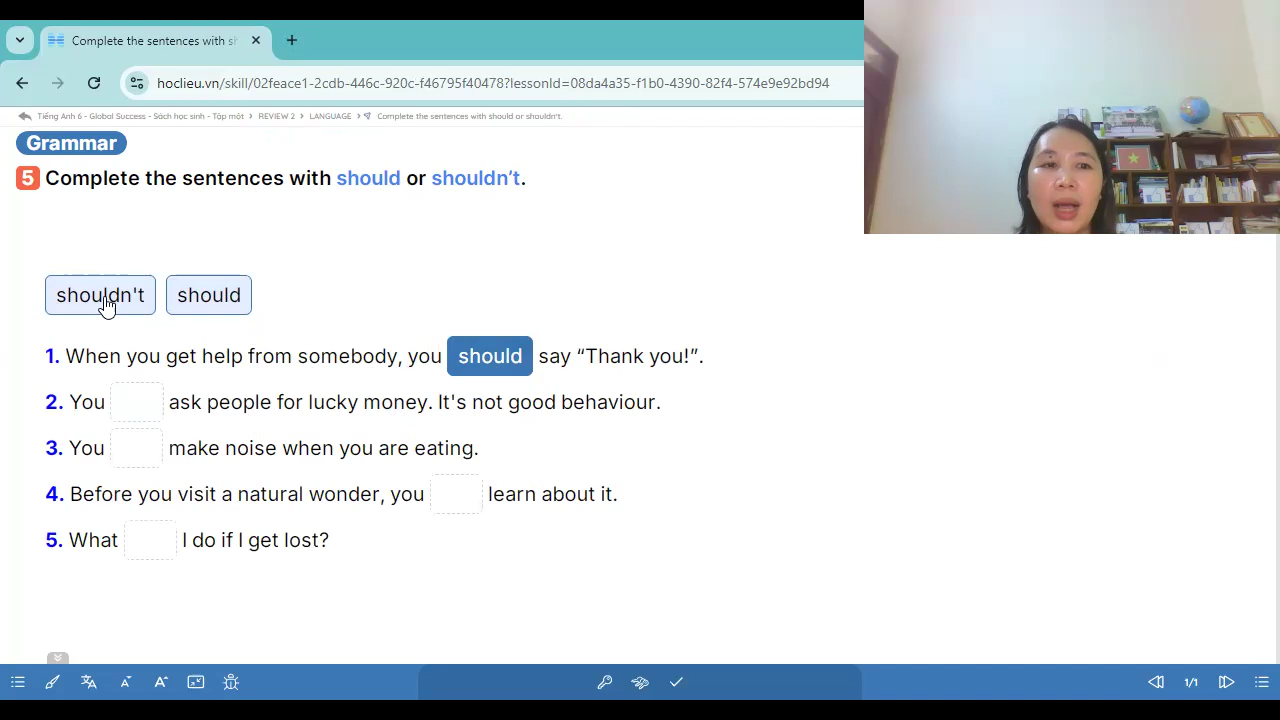 Complete the sentences with sh
hoclieu.vn/skill/02feace1-2cdb-446c-920c-f46795f40478?lessonId=08da4a35-f1b0-4390-82f4-574e9e92bd94
Tiếng Anh 6 - Global Success - Sách học sinh - Tập một > REVIEW 2 > LANGUAGE > Complete the sentences with should or shouldn't.
Grammar
5 Complete the sentences with should or shouldn’t.
shouldn't should
1. When you get help from somebody, you should say “Thank you!”.
2. You ask people for lucky money. It's not good behaviour.
3. You make noise when you are eating.
4. Before you visit a natural wonder, you learn about it.
5. What I do if I get lost?
1/1